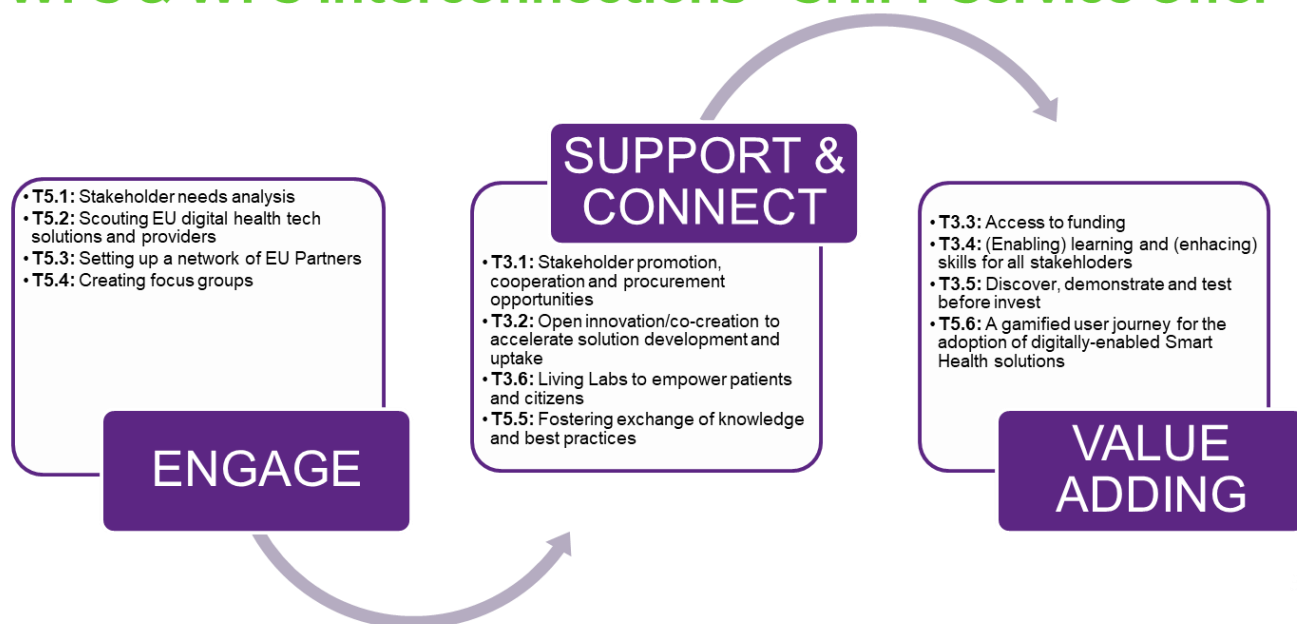 & Interconnections Service Offer
• T5.1: Stakeholder needs analysis
• T5.2: Scouting EU digital health tech
solutions and providers
• T5.3: Setting up a network of EU Partners
• T5.4: Creating focus groups
ENGAGE
SUPPORT &
CONNECT
• T3.1: Stakeholder promotion,
cooperation and procurement
opportunities
• T3.2: Open innovation/co-creation to
accelerate solution development and
uptake
• T3.6: Living Labs to empower patients
and citizens
• T5.5: Fostering exchange of knowledge
and best practices
• T3.3: Access to funding
• T3.4: (Enabling) learning and (enhacing)
skills for all stakehloders
• T3.5: Discover, demonstrate and test
before invest
• T5.6: A gamified user journey for the
adoption of digitally-enabled Smart
Health solutions
VALUE
ADDING